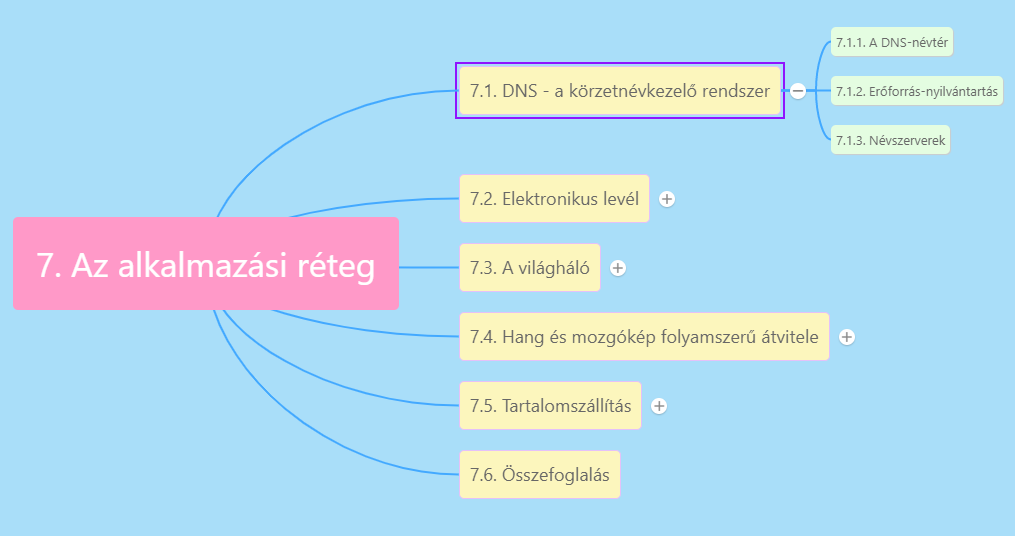 7. Az alkalmazási réteg
7.1. DNS - a körzetnévkezelő rendszer
7.1.1. A DNS-névtér
7.1.2. Erőforrás-nyilvántartás
7.1.3. Névszerverek
7.2. Elektronikus levél
7.3. A világháló
7.4. Hang és mozgókép folyamszerű átvitele
7.5. Tartalomszállítás
7.6. Összefoglalás